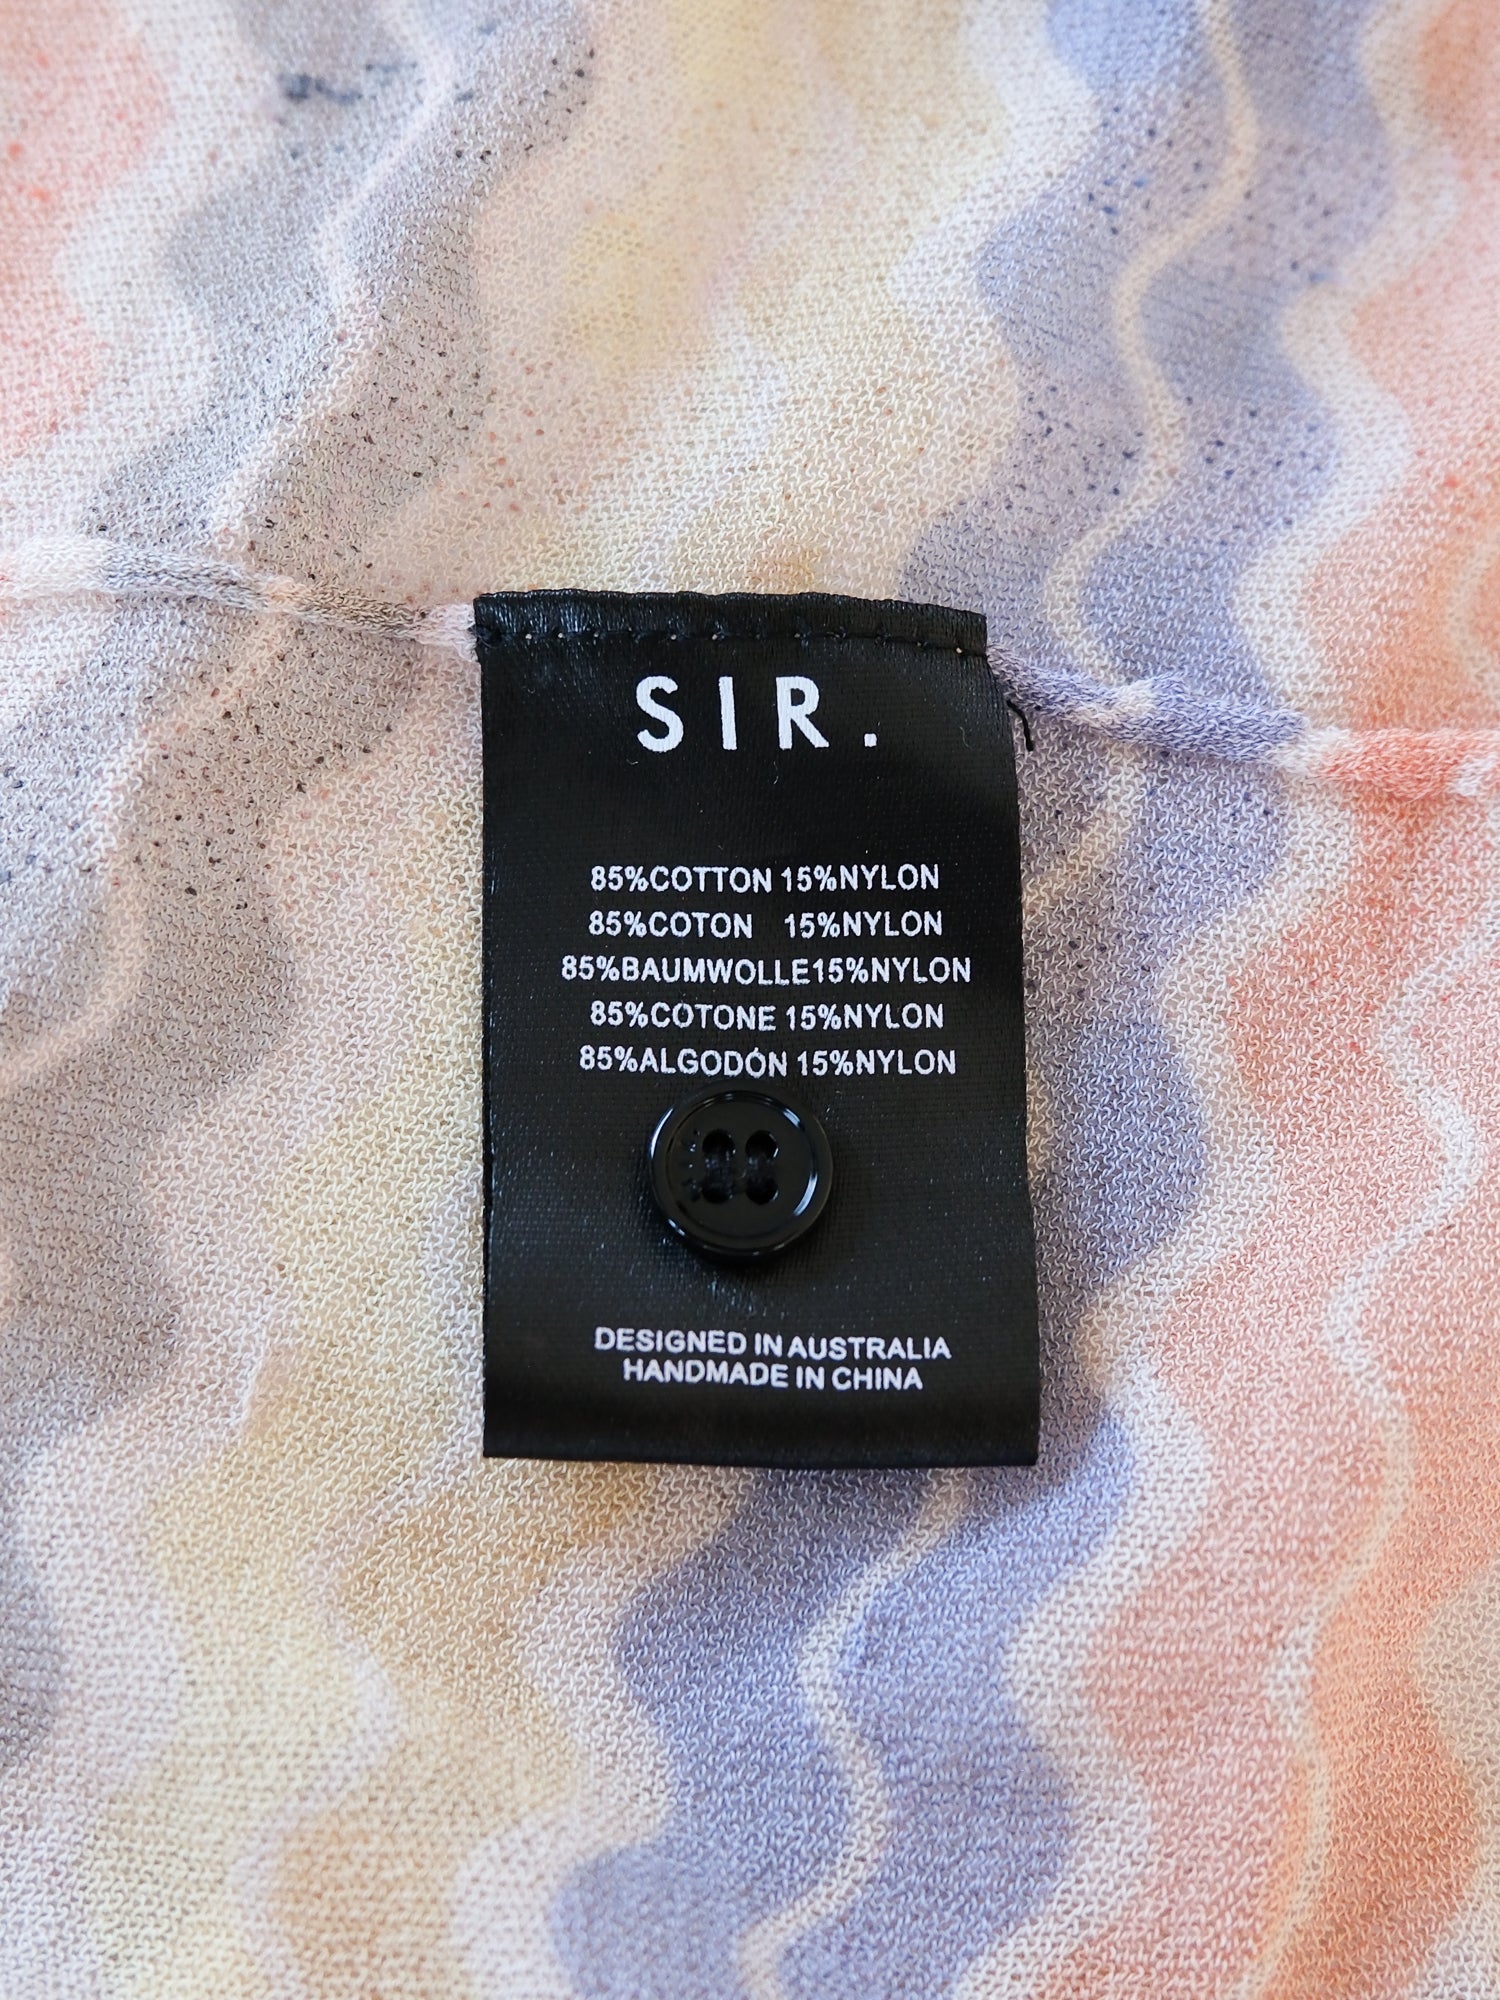 SIR.
85%COTTON 15%NYLON
85%COTON 15%NYLON
85%BAUMWOLLE15%NYLON
85%COTONE 15%NYLON
85%ALGODÓN 15%NYLON
DESIGNED IN AUSTRALIA
HANDMADE IN CHINA